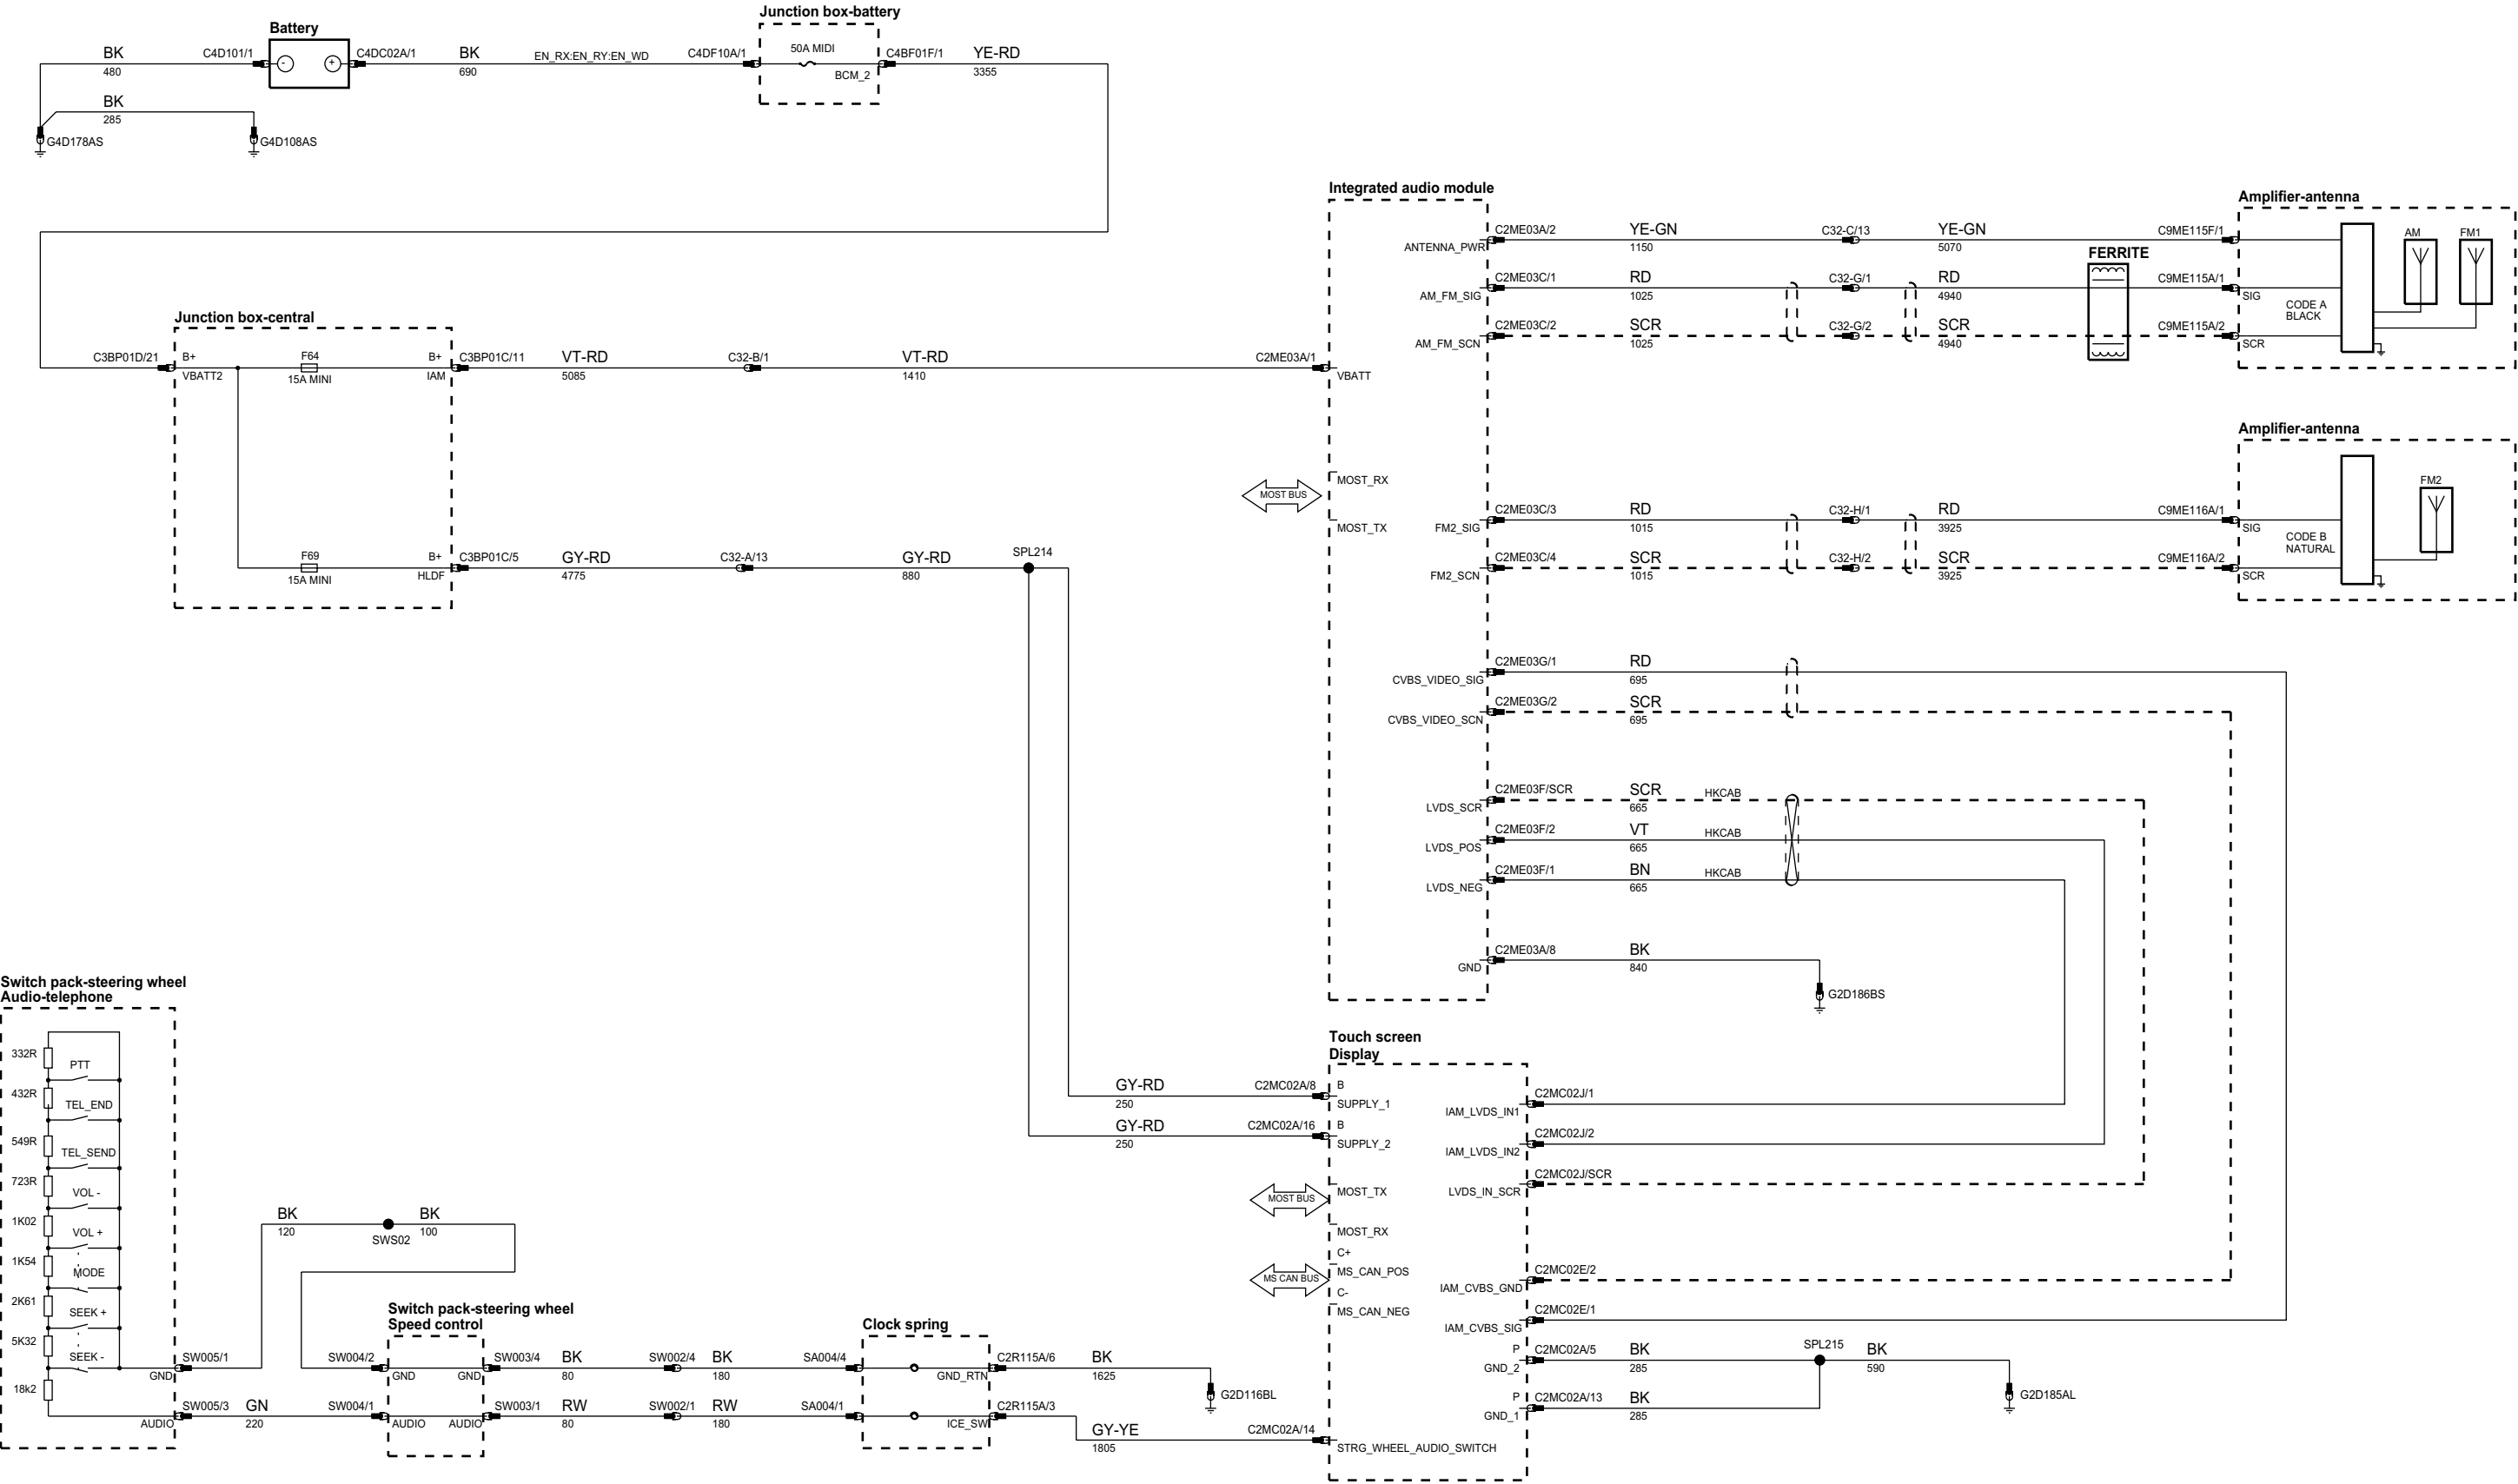 Junction box-battery
Battery
BK
480
C4D101/1
-
+
C4DC02A/1
BK
690
EN_RX:EN_RY:EN_WD
C4DF10A/1
50A MIDI
BCM_2
C4BF01F/1
YE-RD
3355
BK
285
G4D178AS
G4D108AS
Junction box-central
C3BP01D/21
B+
VBATT2
F64
15A MINI
B+
IAM
C3BP01C/11
VT-RD
5085
C32-B/1
VT-RD
1410
C2ME03A/1
F69
15A MINI
B+
HLDF
C3BP01C/5
GY-RD
4775
C32-A/13
GY-RD
880
SPL214
Integrated audio module
VBATT
MOST BUS
MOST_RX
MOST_TX
ANTENNA_PWR
C2ME03A/2
YE-GN
1150
C32-C/13
YE-GN
5070
C9ME115F/1
AM_FM_SIG
C2ME03C/1
RD
1025
C32-G/1
RD
4940
FERRITE
C9ME115A/1
AM_FM_SCN
C2ME03C/2
SCR
1025
C32-G/2
SCR
4940
C9ME115A/2
Amplifier-antenna
SIG
SCR
CODE A
BLACK
AM
FM1
FM2_SIG
C2ME03C/3
RD
1015
C32-H/1
RD
3925
C9ME116A/1
FM2_SCN
C2ME03C/4
SCR
1015
C32-H/2
SCR
3925
C9ME116A/2
Amplifier-antenna
SIG
SCR
CODE B
NATURAL
FM2
CVBS_VIDEO_SIG
C2ME03G/1
RD
695
CVBS_VIDEO_SCN
C2ME03G/2
SCR
695
LVDS_SCR
C2ME03F/SCR
SCR
665
HKCAB
LVDS_POS
C2ME03F/2
VT
665
HKCAB
LVDS_NEG
C2ME03F/1
BN
665
HKCAB
GND
C2ME03A/8
BK
840
G2D186BS
Switch pack-steering wheel
Audio-telephone
332R
PTT
432R
TEL_END
549R
TEL_SEND
723R
VOL -
1K02
VOL +
1K54
MODE
2K61
SEEK +
5K32
SEEK -
18k2
GND
SW005/1
BK
120
SWS02
BK
100
AUDIO
SW005/3
GN
220
Switch pack-steering wheel
Speed control
SW004/2
GND
GND
SW003/4
BK
80
SW002/4
BK
180
SW004/1
AUDIO
AUDIO
SW003/1
RW
80
SW002/1
RW
180
Clock spring
SA004/4
GND_RTN
C2R115A/6
BK
1625
G2D116BL
SA004/1
ICE_SW
C2R115A/3
GY-YE
1805
C2MC02A/14
Touch screen
Display
GY-RD
250
C2MC02A/8
B
SUPPLY_1
GY-RD
250
C2MC02A/16
B
SUPPLY_2
MOST BUS
MOST_TX
MOST_RX
MS CAN BUS
C+
MS_CAN_POS
C-
MS_CAN_NEG
STRG_WHEEL_AUDIO_SWITCH
IAM_LVDS_IN1
C2MC02J/1
IAM_LVDS_IN2
C2MC02J/2
LVDS_IN_SCR
C2MC02J/SCR
IAM_CVBS_GND
C2MC02E/2
IAM_CVBS_SIG
C2MC02E/1
P
GND_2
C2MC02A/5
BK
285
SPL215
BK
590
G2D185AL
P
GND_1
C2MC02A/13
BK
285